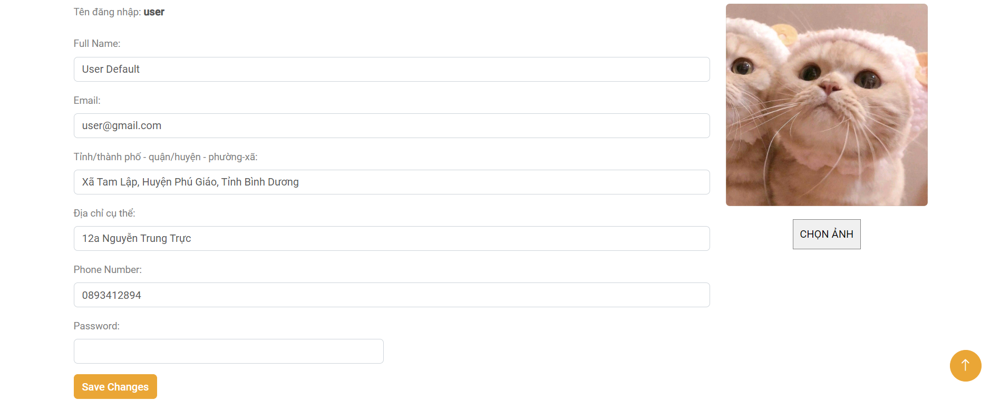 Tên đăng nhập: user
Full Name:
User Default
Email:
user@gmail.com
Tỉnh/thành phố - quận/huyện - phường-xã:
Xã Tam Lập, Huyện Phú Giáo, Tỉnh Bình Dương
Địa chỉ cụ thể:
12a Nguyễn Trung Trực
Phone Number:
0893412894
Password:
Save Changes
CHỌN ẢNH